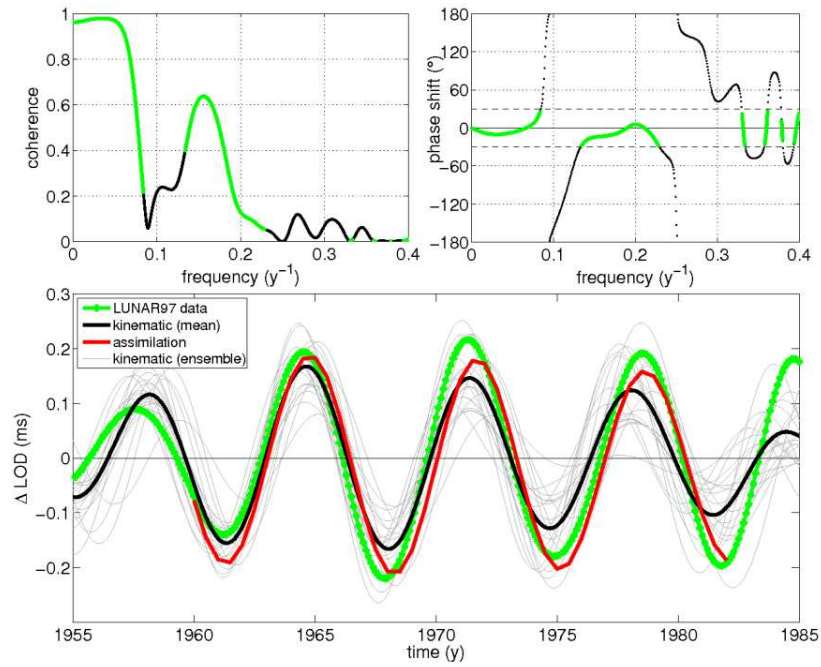 1
0.8
0.6
0.4
0.2
0
coherence
0 0.1 0.2 0.3 0.4
frequency (y⁻¹)
180
120
60
0
-60
-120
-180
phase shift (°)
0 0.1 0.2 0.3 0.4
frequency (y⁻¹)
0.3
0.2
0.1
0
-0.1
-0.2
Δ LOD (ms)
LUNAR97 data
kinematic (mean)
assimilation
kinematic (ensemble)
1955 1960 1965 1970 1975 1980 1985
time (y)